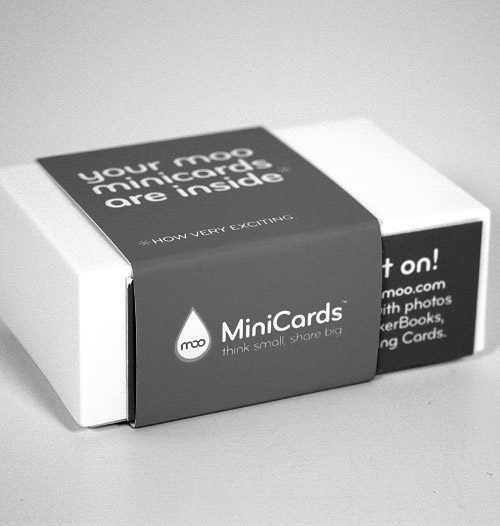 your moo
minicards*
are inside
*HOW VERY EXCITING.
moo
MiniCards™
think small, share big
t on!
moo.com
ith photos
kerBooks,
ng Cards.